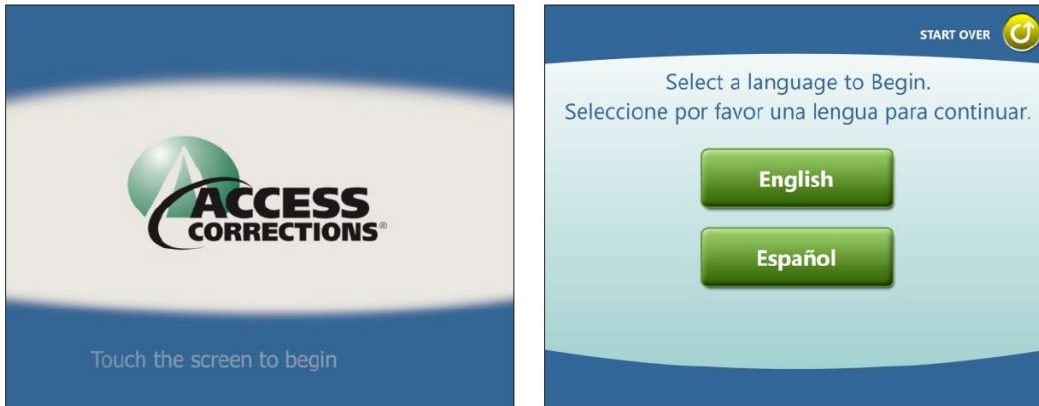 ACCESS
CORRECTIONS®
Touch the screen to begin
START OVER
Select a language to Begin.
Seleccione por favor una lengua para continuar.
English
Español